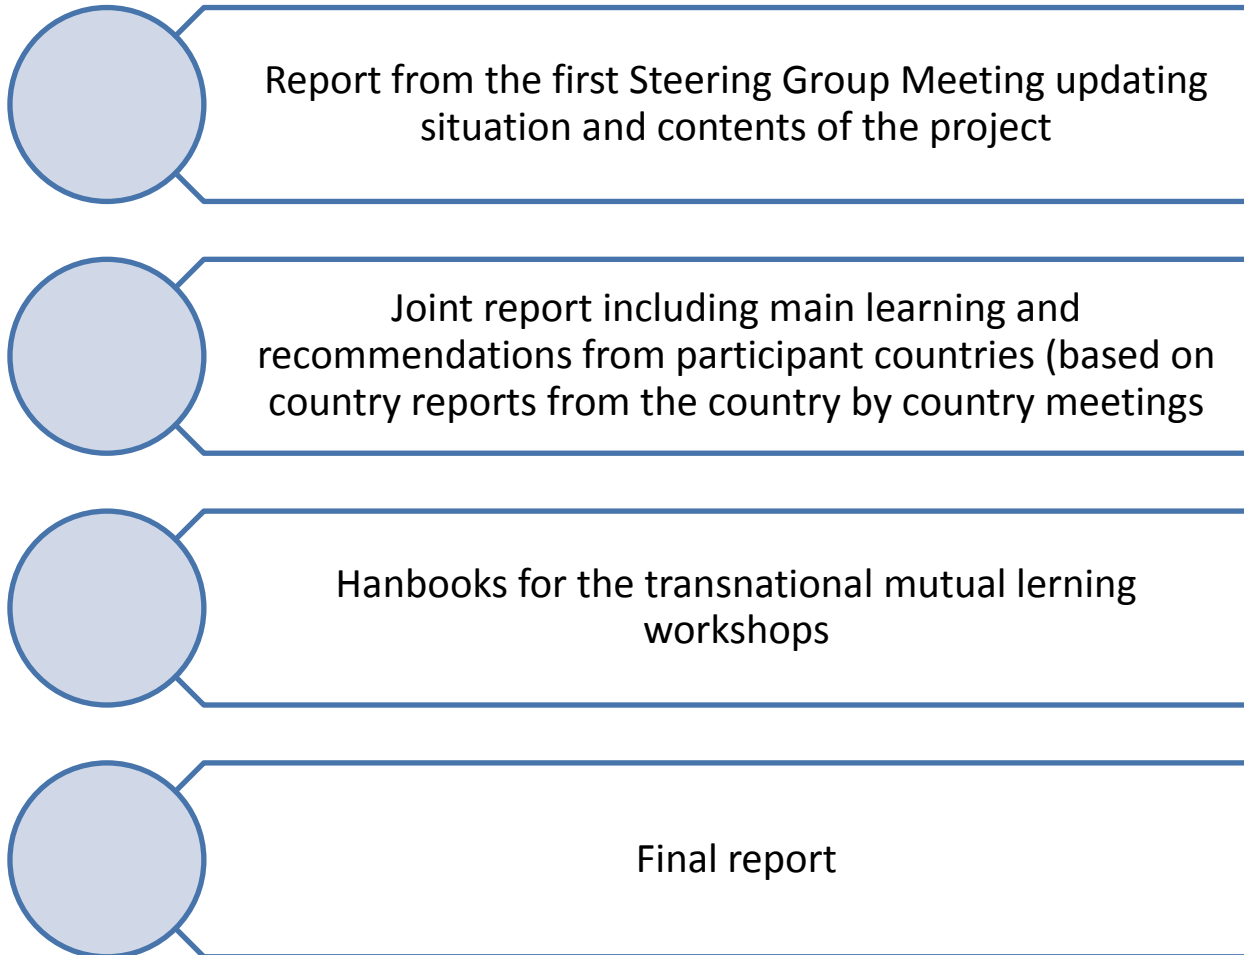 Report from the first Steering Group Meeting updating
situation and contents of the project
Joint report including main learning and
recommendations from participant countries (based on
country reports from the country by country meetings
Hanbooks for the transnational mutual lerning
workshops
Final report